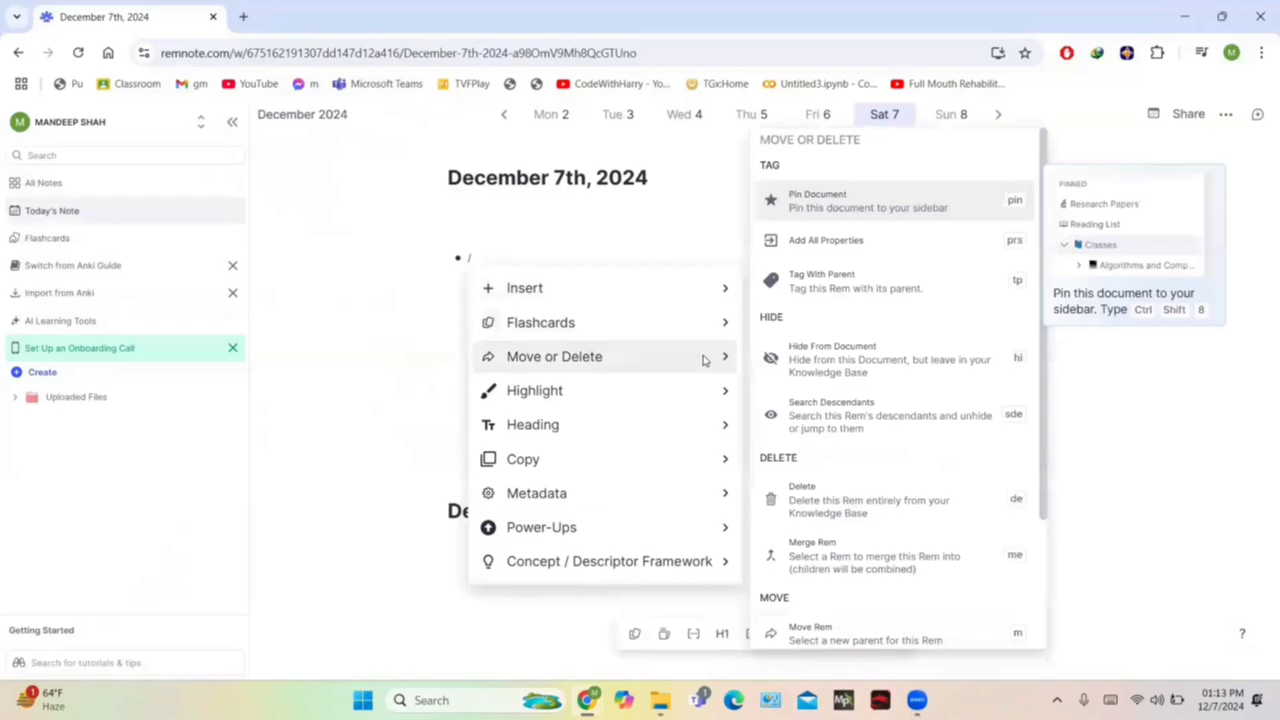 December 7th, 2024
remnote.com/w/675162191307dd147d12a416/December-7th-2024-a98OmV9Mh8QcGTUno
M
Pu
Classroom
gm
YouTube
m
Microsoft Teams
TVFPlay
CodeWithHarry - Yo...
TGxHome
Untitled3.ipynb - Co...
Full Mouth Rehabilit...
M
MANDEEP SHAH
Search
All Notes
Today's Note
Flashcards
Switch from Anki Guide
Import from Anki
AI Learning Tools
Set Up an Onboarding Call
Create
Uploaded Files
Getting Started
Search for tutorials & tips
December 2024
Mon 2
Tue 3
Wed 4
Thu 5
Fri 6
Sat 7
Sun 8
Share
December 7th, 2024
/
Insert
Flashcards
Move or Delete
Highlight
Heading
Copy
Metadata
Power-Ups
Concept / Descriptor Framework
De
H1
MOVE OR DELETE
TAG
Pin Document
Pin this document to your sidebar
pin
Add All Properties
prs
Tag With Parent
Tag this Rem with its parent.
tp
HIDE
Hide From Document
Hide from this Document, but leave in your
Knowledge Base
hi
Search Descendants
Search this Rem's descendants and unhide
or jump to them
sde
DELETE
Delete
Delete this Rem entirely from your
Knowledge Base
de
Merge Rem
Select a Rem to merge this Rem into
(children will be combined)
me
MOVE
Move Rem
Select a new parent for this Rem
m
PINNED
Research Papers
Reading List
Classes
Algorithms and Comp...
Pin this document to your
sidebar. Type Ctrl Shift 8
?
1
64°F
Haze
Search
1
01:13 PM
12/7/2024